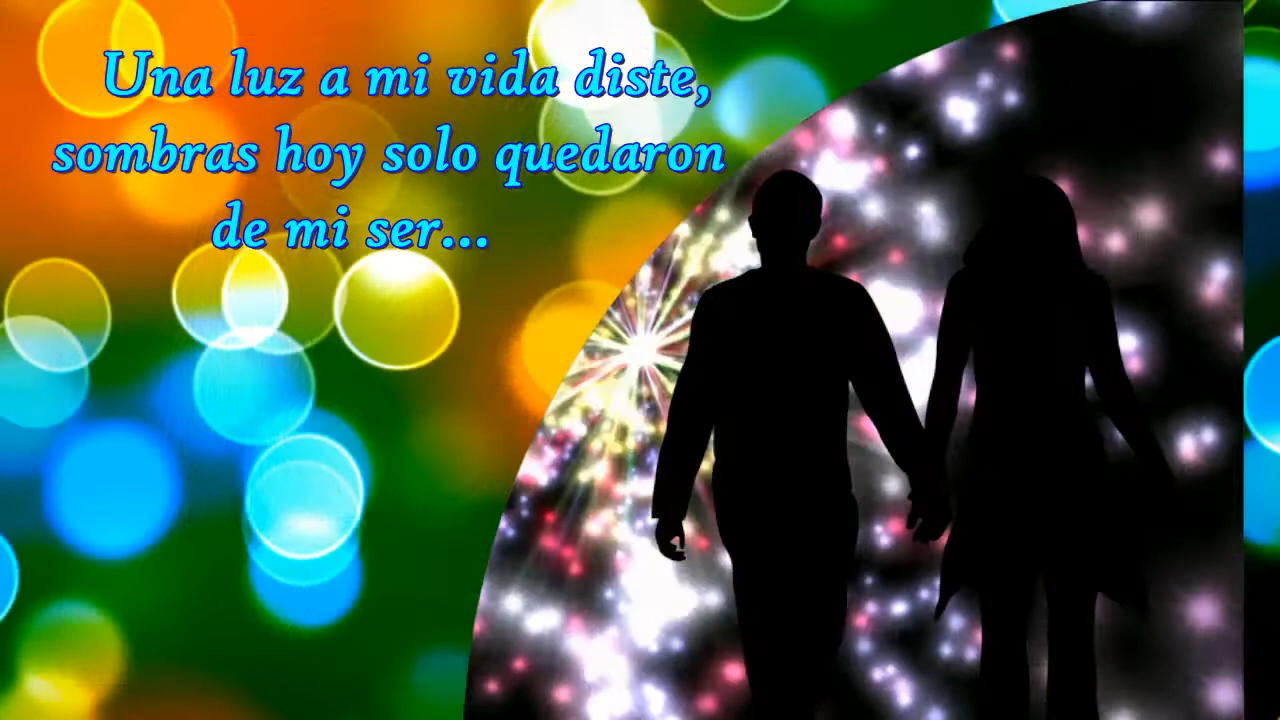 Una luz a mi vida diste,
sombras hoy solo quedaron
de mi ser...